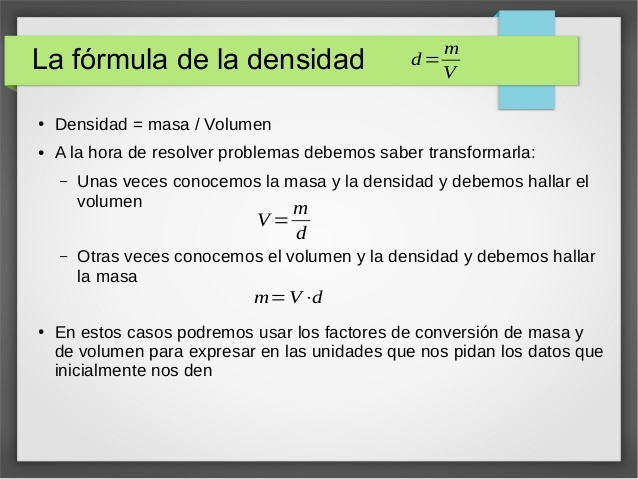 La fórmula de la densidad d = m / V
• Densidad = masa / Volumen
• A la hora de resolver problemas debemos saber transformarla:
– Unas veces conocemos la masa y la densidad y debemos hallar el
volumen
V = m / d
– Otras veces conocemos el volumen y la densidad y debemos hallar
la masa
m = V · d
• En estos casos podremos usar los factores de conversión de masa y
de volumen para expresar en las unidades que nos pidan los datos que
inicialmente nos den